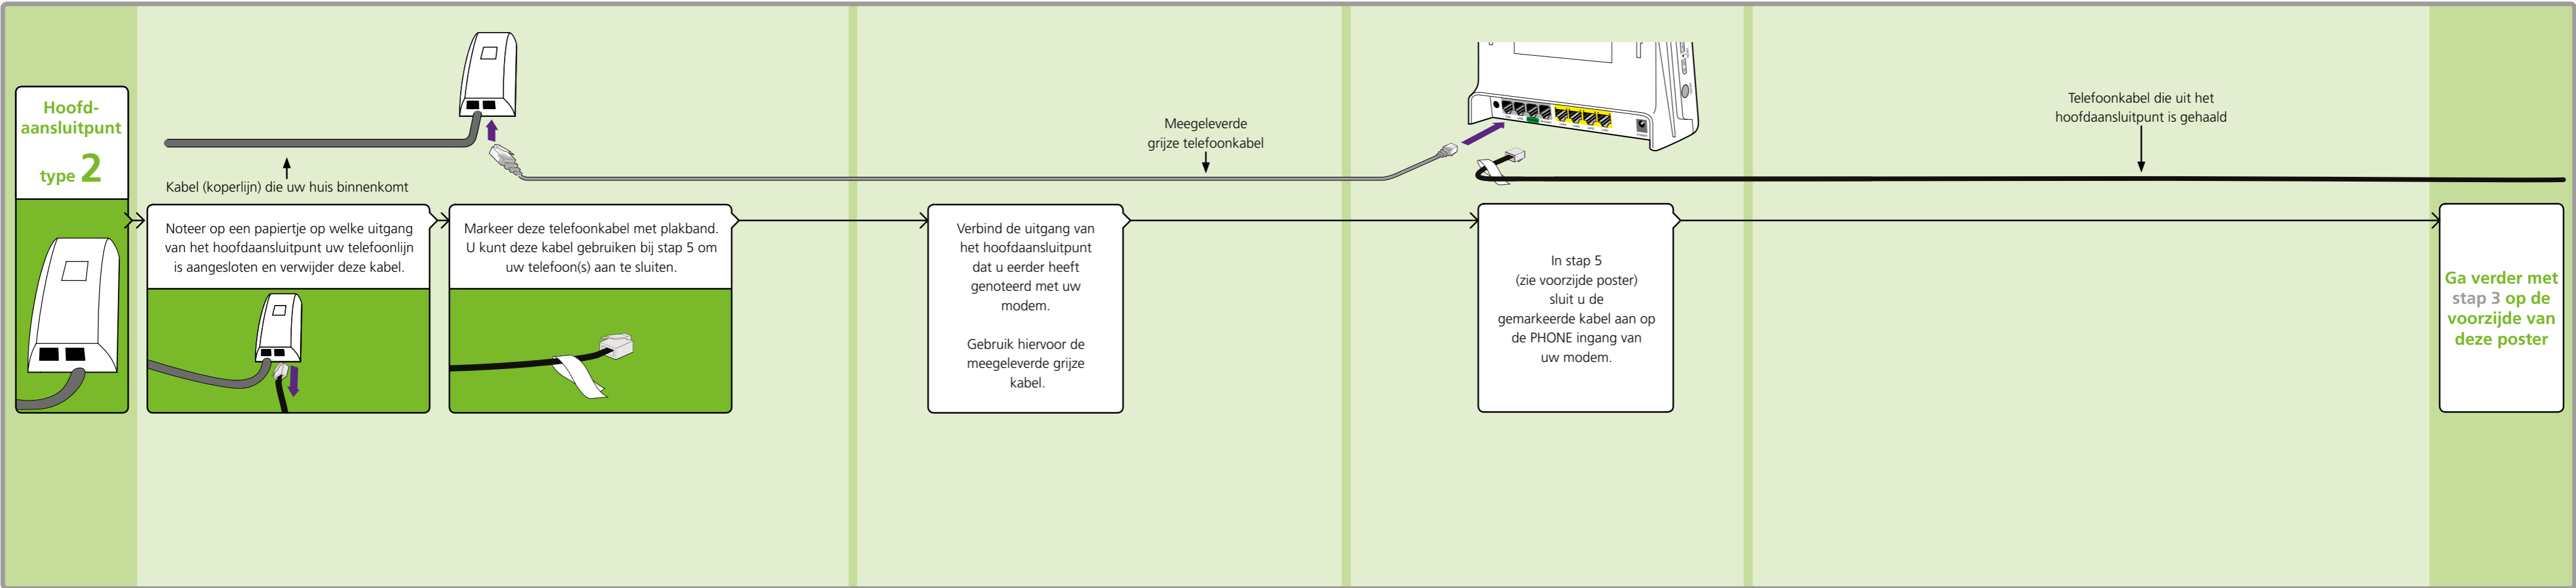 Hoofd-
aansluitpunt
type 2
Kabel (koperlijn) die uw huis binnenkomt
Meegeleverde
grijze telefoonkabel
Telefoonkabel die uit het
hoofdaansluitpunt is gehaald
Noteer op een papiertje op welke uitgang
van het hoofdaansluitpunt uw telefoonlijn
is aangesloten en verwijder deze kabel.
Markeer deze telefoonkabel met plakband.
U kunt deze kabel gebruiken bij stap 5 om
uw telefoon(s) aan te sluiten.
Verbind de uitgang van
het hoofdaansluitpunt
dat u eerder heeft
genoteerd met uw
modem.
Gebruik hiervoor de
meegeleverde grijze
kabel.
In stap 5
(zie voorzijde poster)
sluit u de
gemarkeerde kabel aan op
de PHONE ingang van
uw modem.
Ga verder met
stap 3 op de
voorzijde van
deze poster